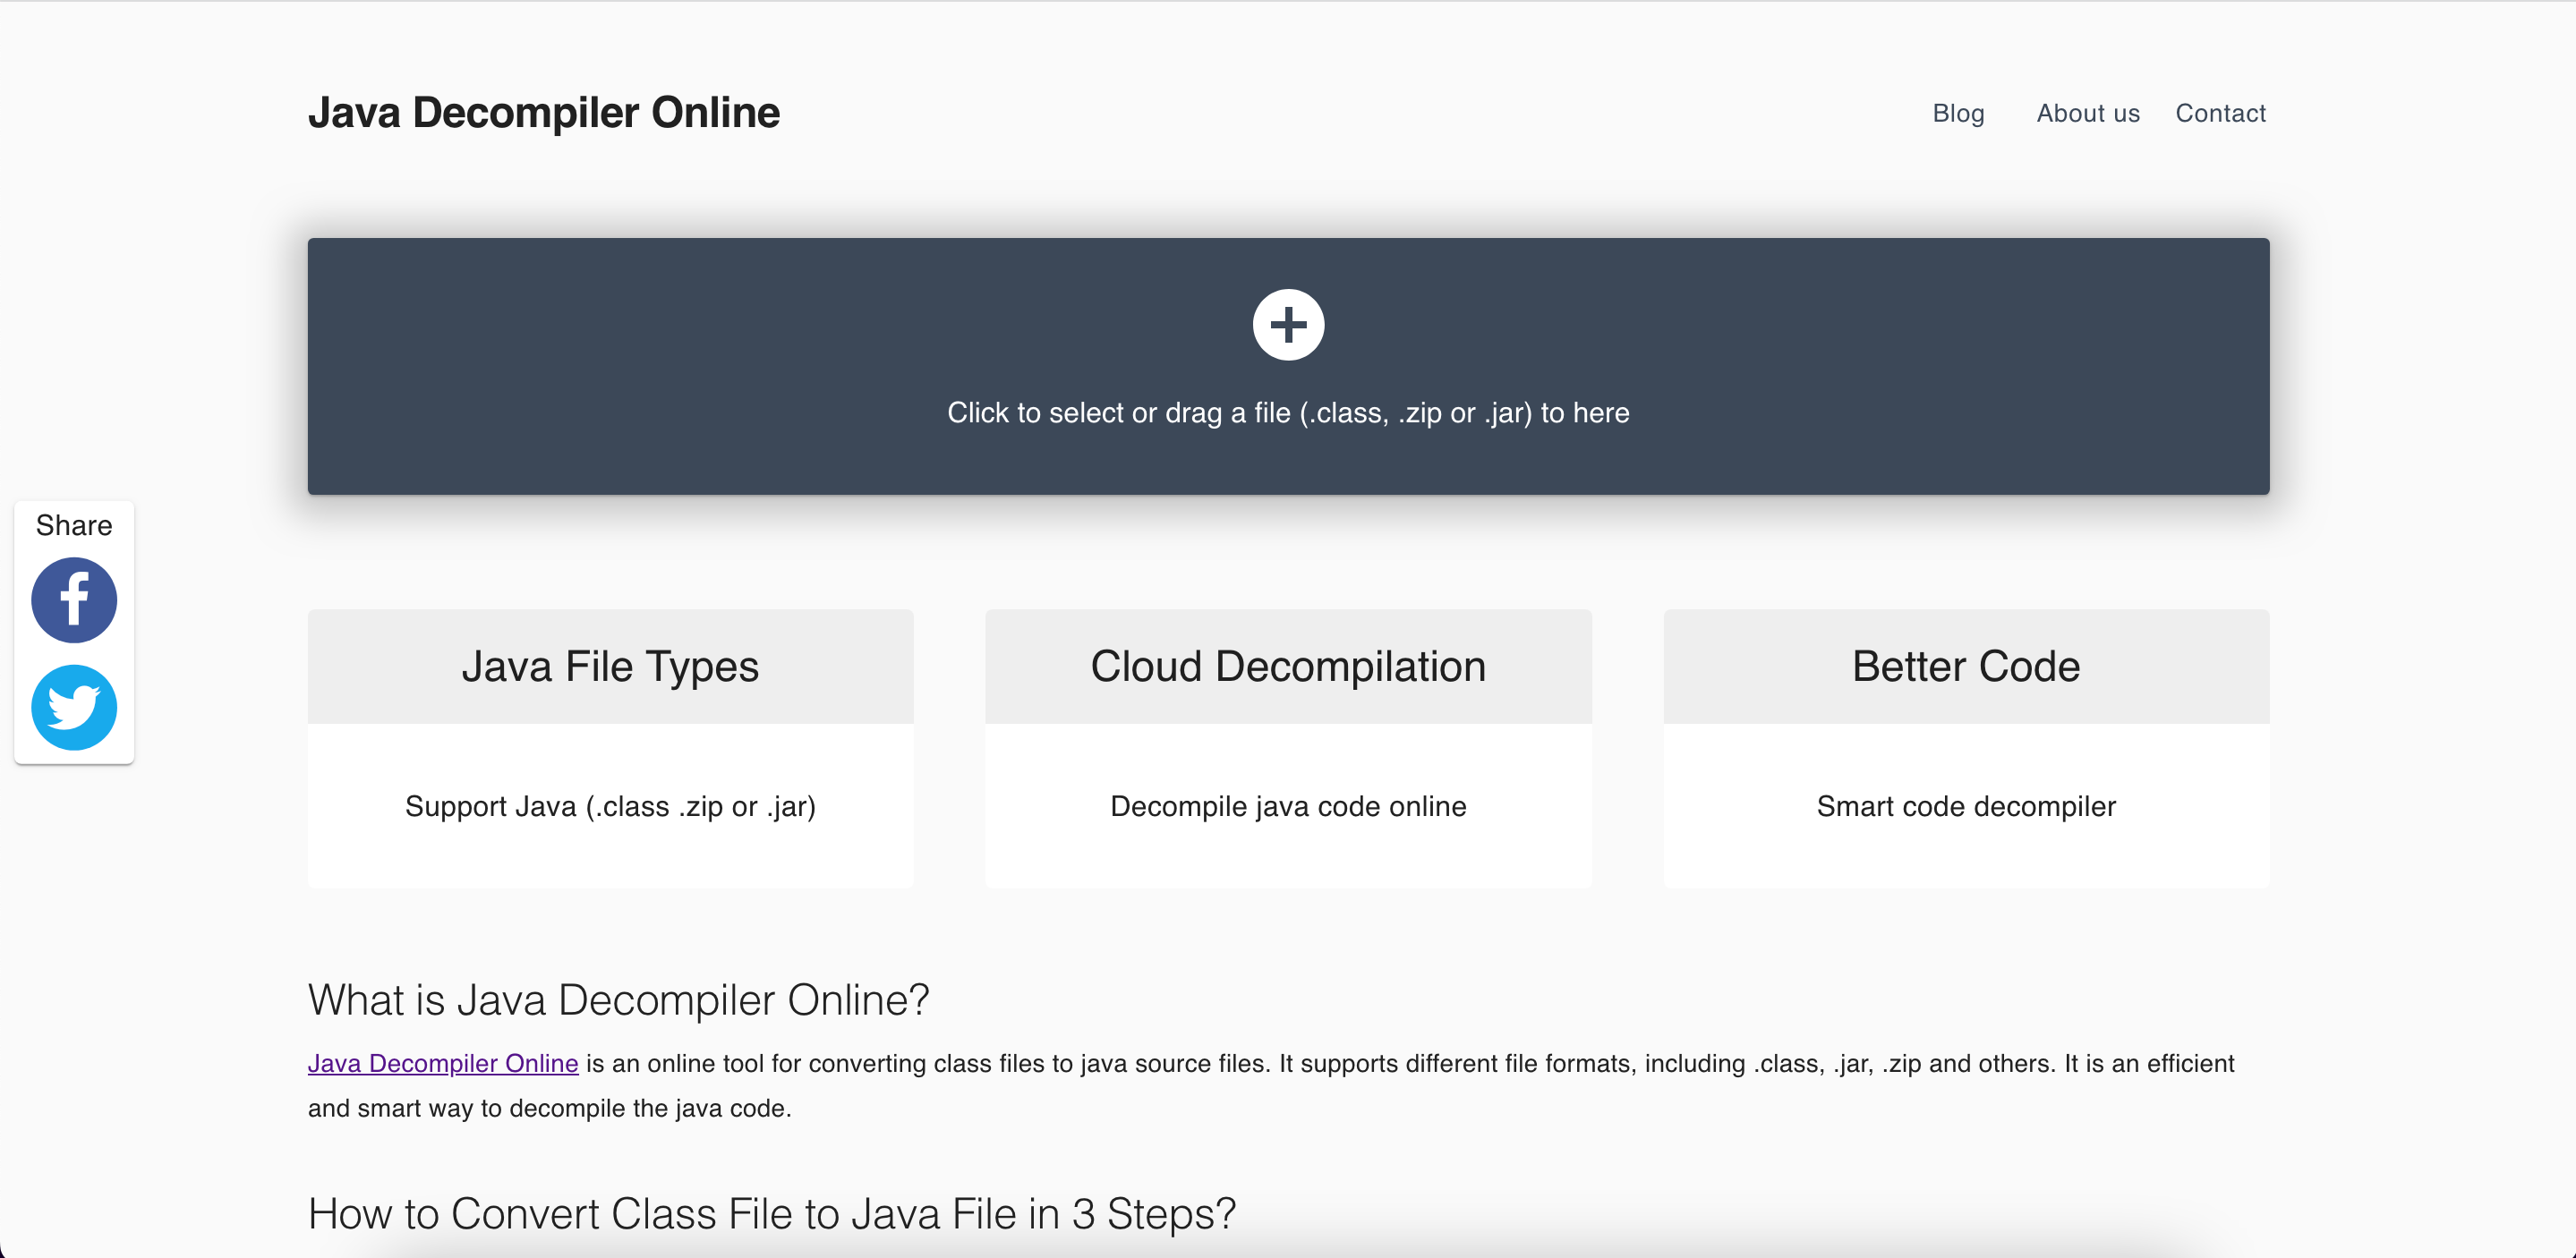 Java Decompiler Online
Blog About us Contact
Click to select or drag a file (.class, .zip or .jar) to here
Share
Java File Types
Support Java (.class .zip or .jar)
Cloud Decompilation
Decompile java code online
Better Code
Smart code decompiler
What is Java Decompiler Online?
Java Decompiler Online is an online tool for converting class files to java source files. It supports different file formats, including .class, .jar, .zip and others. It is an efficient
and smart way to decompile the java code.
How to Convert Class File to Java File in 3 Steps?